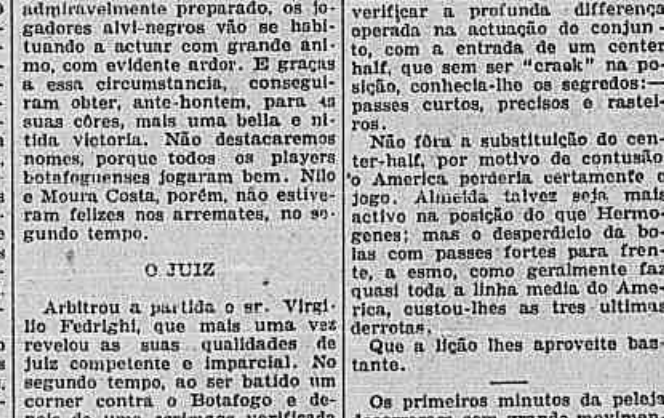 admiravelmente preparado, os jo-
gadores alvi-negros vão se habi-
tuando a actuar com grande ani-
mo, com evidente ardor. E graças
a essa circumstancia, consegui-
ram obter, ante-hontem, para as
suas côres, mais uma bella e ni-
tida victoria. Não destacaremos
nomes, porque todos os players
botafoguenses jogaram bem. Nilo
e Moura Costa, porém, não estive-
ram felizes nos arremates, no se-
gundo tempo.
O JUIZ
Arbitrou a partida o sr. Virgi-
lio Fedrighi, que mais uma vez
revelou as suas qualidades de
juiz competente e imparcial. No
segundo tempo, ao ser batido um
corner contra o Botafogo e de-
verificar a profunda differença
operada na actuação do conjun-
to, com a entrada de um center
half, que sem ser "craek" na po-
sição, conhecia-lhe os segredos:—
passes curtos, precisos e rastei-
ros.
Não fôra a substituição do cen-
ter-half, por motivo de contusão
o America perderia certamente o
jogo. Almeida talvez seja mais
activo na posição do que Hermo-
genes; mas o desperdicio da bo-
las com passes fortes para fren-
te, a esmo, como geralmente faz
quasi toda a linha media do Ame-
rica, custou-lhes as tres ultimas
derrotas.
Que a lição lhes aproveite bas-
tante.
Os primeiros minutos da peleja